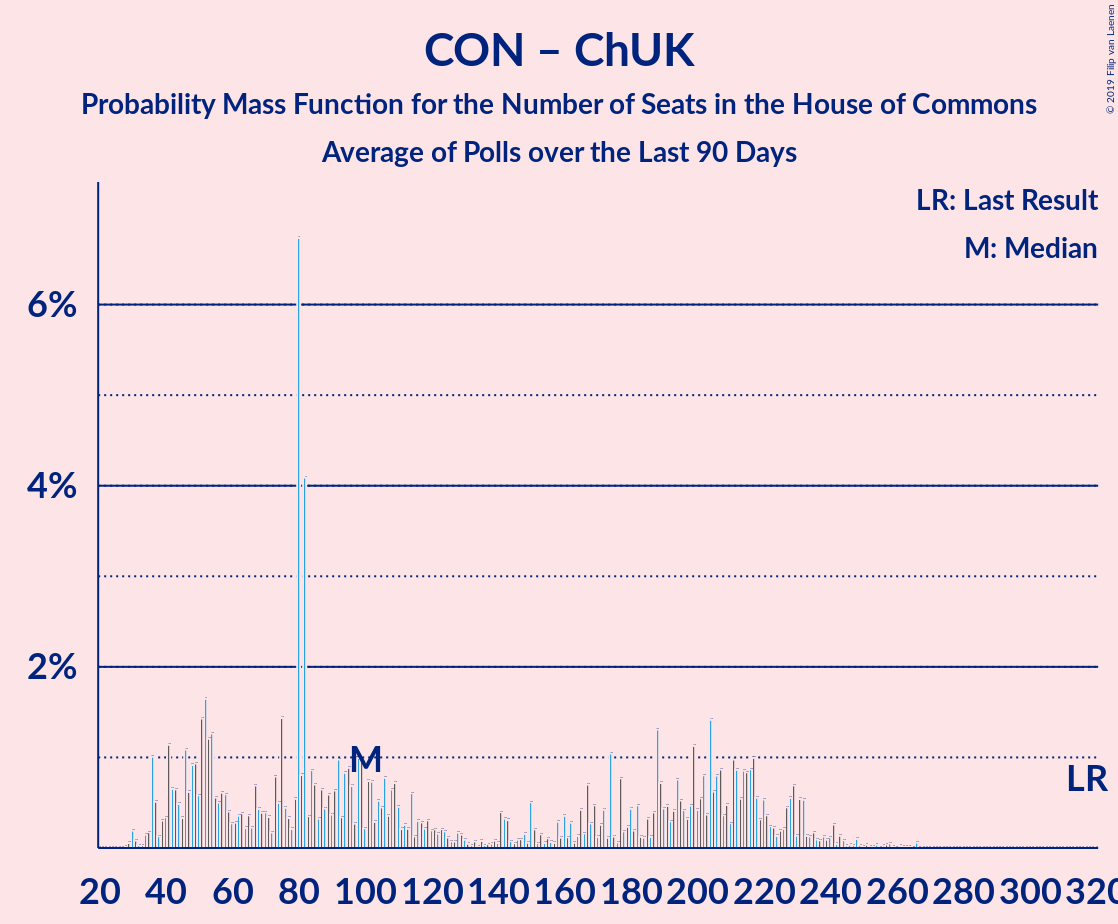 CON – ChUK
Probability Mass Function for the Number of Seats in the House of Commons
Average of Polls over the Last 90 Days
© 2019 Filip van Laenen
LR: Last Result
M: Median
6%
4%
2%
M
LR
20 40 60 80 100 120 140 160 180 200 220 240 260 280 300 320